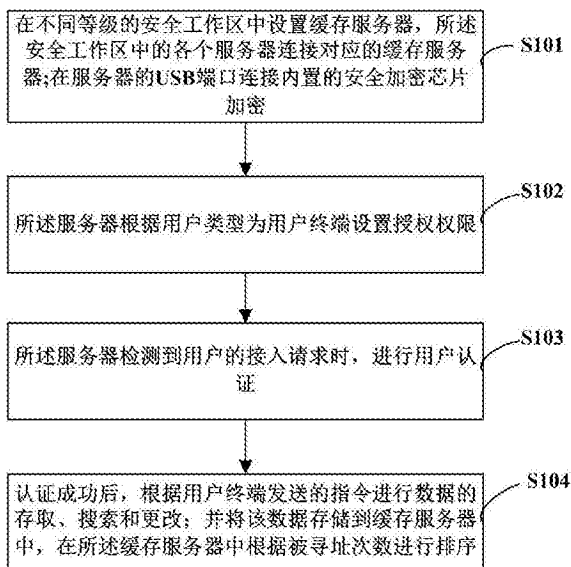 在不同等级的安全工作区中设置缓存服务器，所述
安全工作区中的各个服务器连接对应的缓存服务
器;在服务器的USB端口连接内置的安全加密芯片
加密
S101
所述服务器根据用户类型为用户终端设置授权权限
S102
所述服务器检测到用户的接入请求时，进行用户认
证
S103
认证成功后，根据用户终端发送的指令进行数据的
存取、搜索和更改；并将该数据存储到缓存服务器
中，在所述缓存服务器中根据被寻址次数进行排序
S104